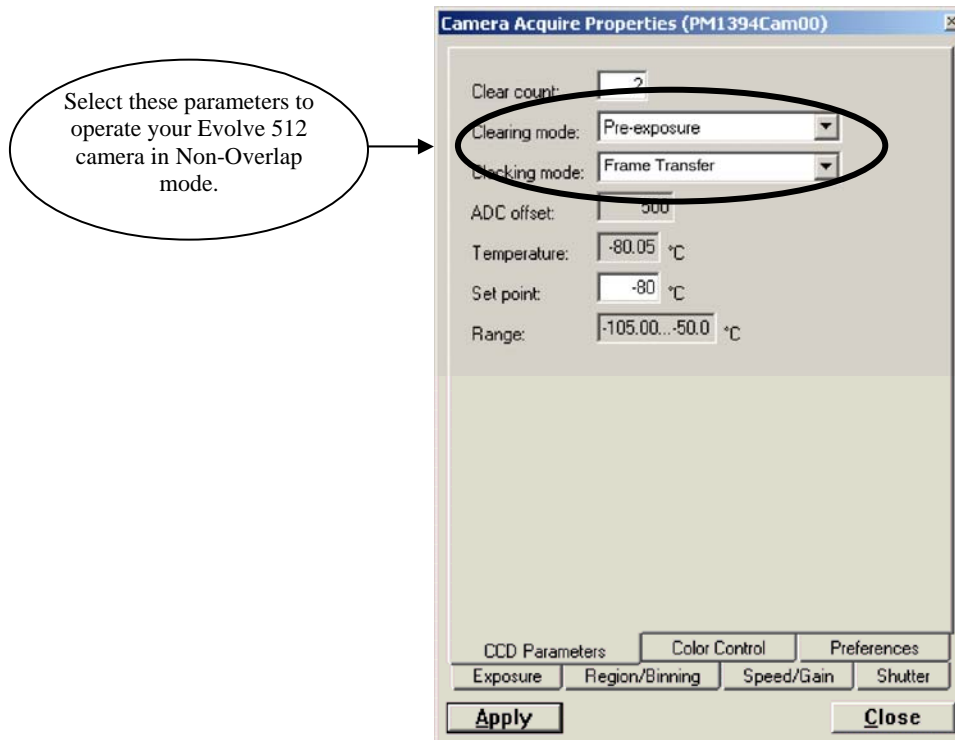 Camera Acquire Properties (PM1394Cam00)
Select these parameters to
operate your Evolve 512
camera in Non-Overlap
mode.
Clear count: 2
Clearing mode: Pre-exposure
Clocking mode: Frame Transfer
ADC offset: 500
Temperature: -80.05 °C
Set point: -80 °C
Range: -105.00...-50.0 °C
CCD Parameters Color Control Preferences
Exposure Region/Binning Speed/Gain Shutter
Apply Close